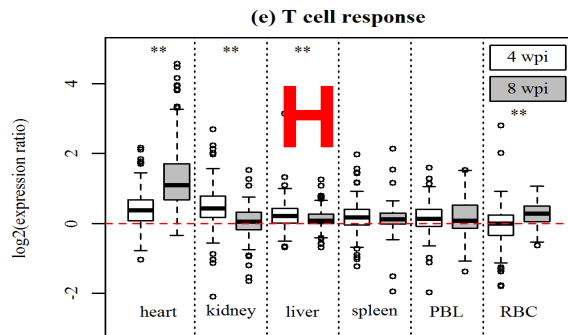 (e) T cell response
** ** **
4 wpi
8 wpi
**
H
log2(expression ratio)
4
2
0
-2
heart kidney liver spleen PBL RBC